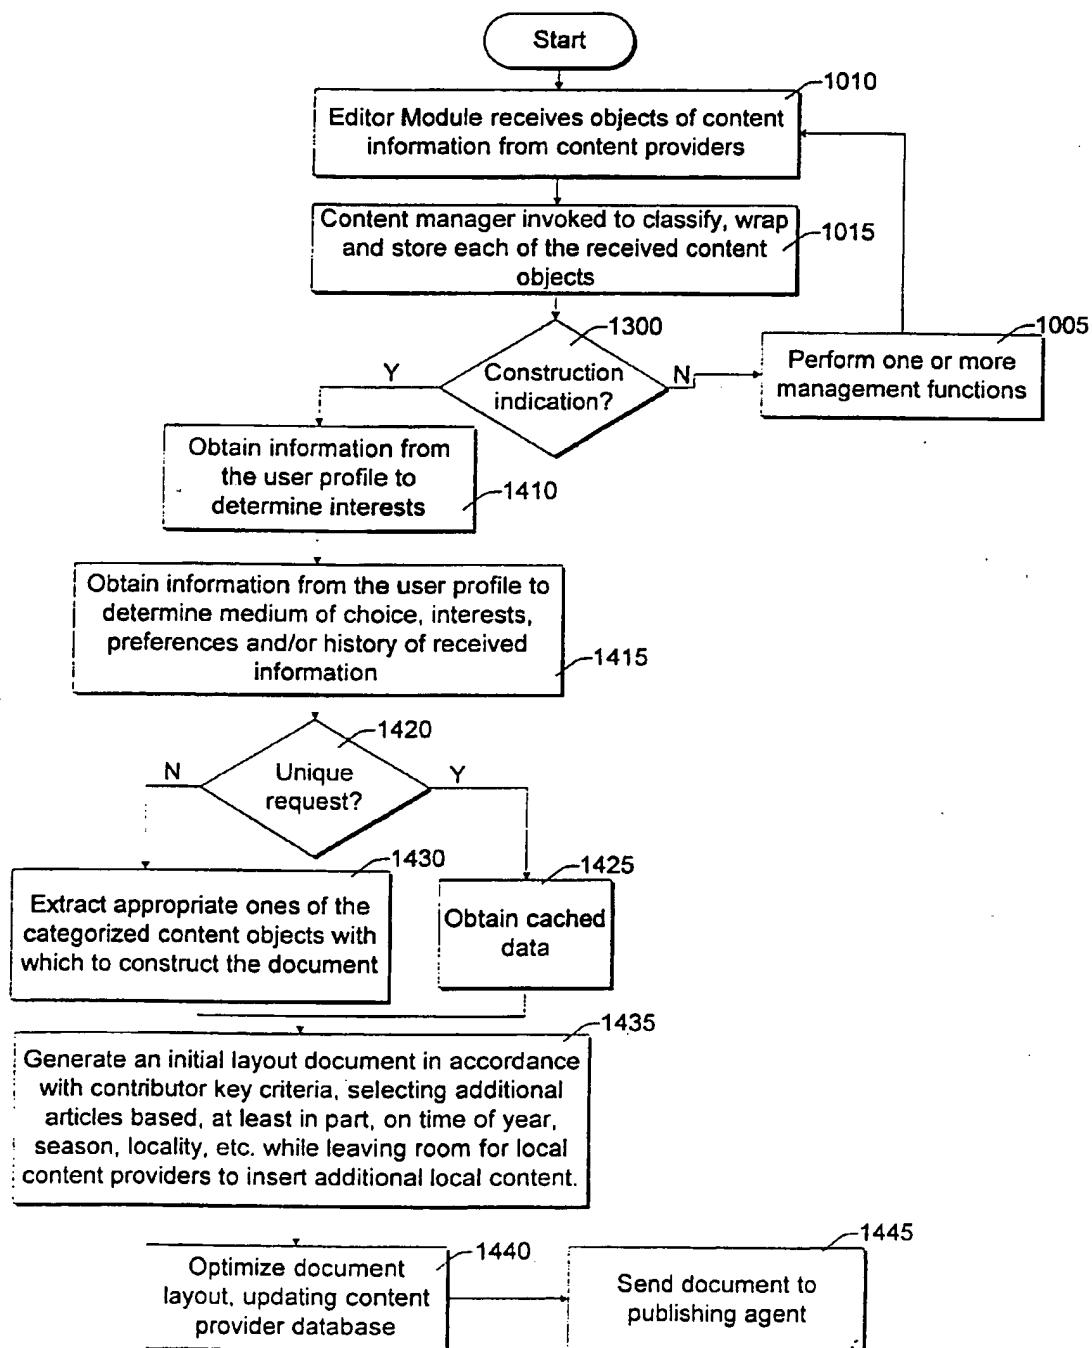 Start
1010
Editor Module receives objects of content
information from content providers
Content manager invoked to classify, wrap
and store each of the received content
objects
1015
1300
Construction
indication?
Y
N
1005
Perform one or more
management functions
Obtain information from
the user profile to
determine interests
1410
Obtain information from the user profile to
determine medium of choice, interests,
preferences and/or history of received
information
1415
1420
Unique
request?
N
Y
1430
Extract appropriate ones of the
categorized content objects with
which to construct the document
1425
Obtain cached
data
1435
Generate an initial layout document in accordance
with contributor key criteria, selecting additional
articles based, at least in part, on time of year,
season, locality, etc. while leaving room for local
content providers to insert additional local content.
1440
Optimize document
layout, updating content
provider database
1445
Send document to
publishing agent